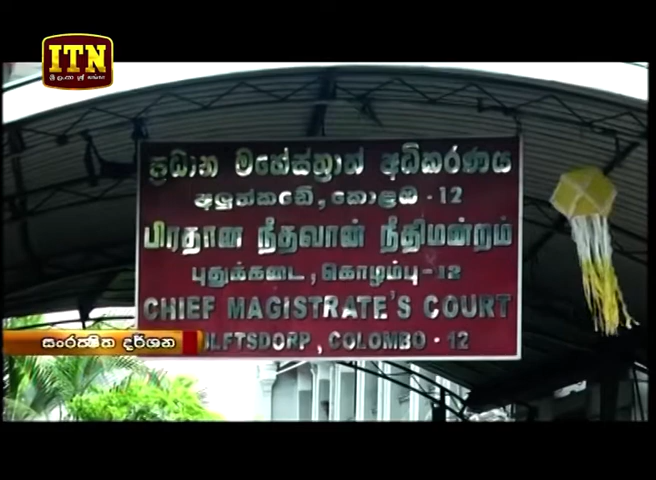 ITN
ප්‍රධාන මහේස්ත්‍රාත් අධිකරණය
අලුත්කඩේ, කොළඹ - 12
பிரதான நீதவான் நீதிமன்றம்
புதுக்கடை, கொழும்பு - 12
CHIEF MAGISTRATE'S COURT
ULFTSDORP, COLOMBO - 12
සංරක්ෂිත දර්ශන